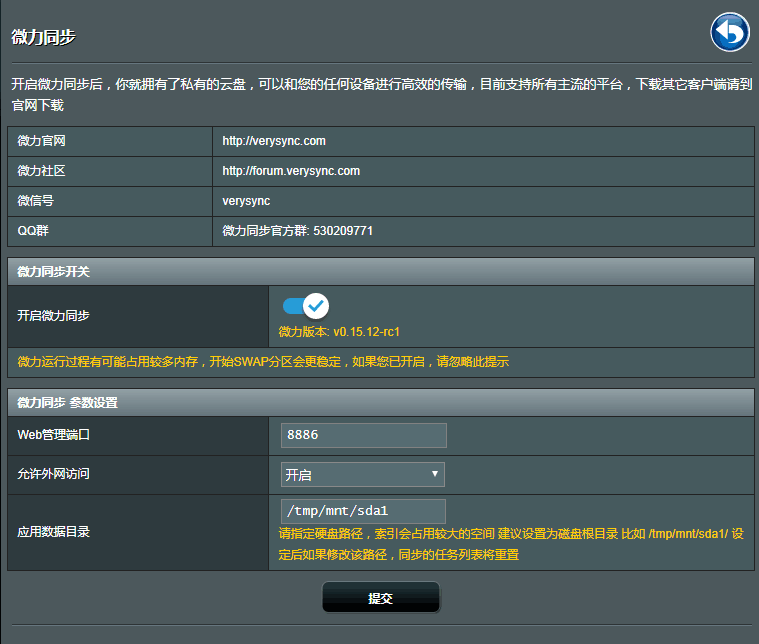 微力同步
开启微力同步后，你就拥有了私有的云盘，可以和您的任何设备进行高效的传输，目前支持所有主流的平台，下载其它客户端请到
官网下载
微力官网 http://verysync.com
微力社区 http://forum.verysync.com
微信号 verysync
QQ群 微力同步官方群: 530209771
微力同步开关
开启微力同步
微力版本: v0.15.12-rc1
微力运行过程有可能占用较多内存，开始SWAP分区会更稳定，如果您已开启，请忽略此提示
微力同步 参数设置
Web管理端口 8886
允许外网访问 开启
/tmp/mnt/sda1
应用数据目录 请指定硬盘路径，索引会占用较大的空间 建议设置为磁盘根目录 比如 /tmp/mnt/sda1/ 设
定后如果修改该路径，同步的任务列表将重置
提交